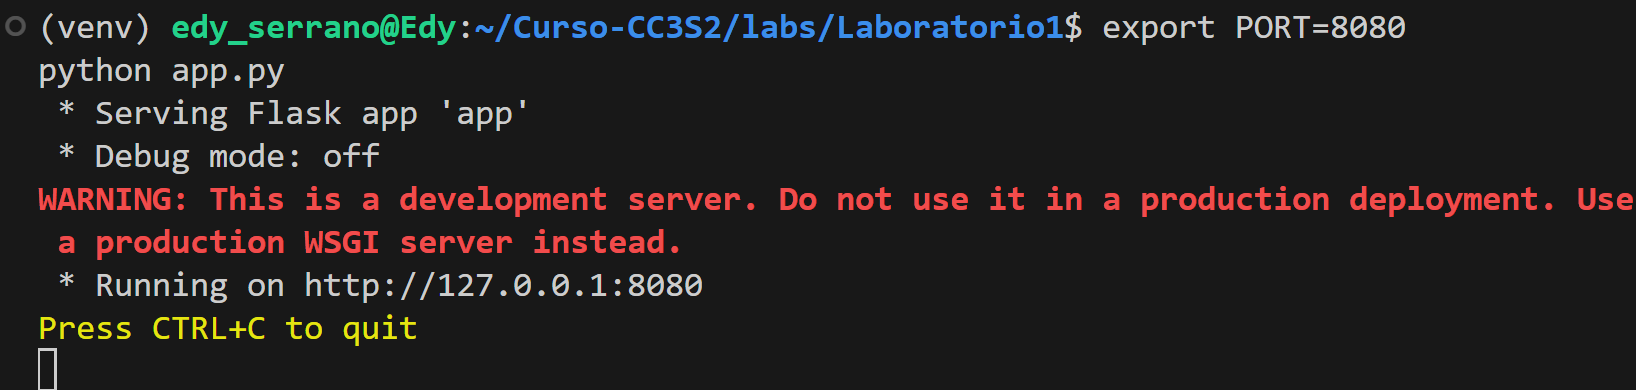 (venv) edy_serrano@Edy:~/Curso-CC3S2/labs/Laboratorio1$ export PORT=8080
python app.py
 * Serving Flask app 'app'
 * Debug mode: off
WARNING: This is a development server. Do not use it in a production deployment. Use
 a production WSGI server instead.
 * Running on http://127.0.0.1:8080
Press CTRL+C to quit